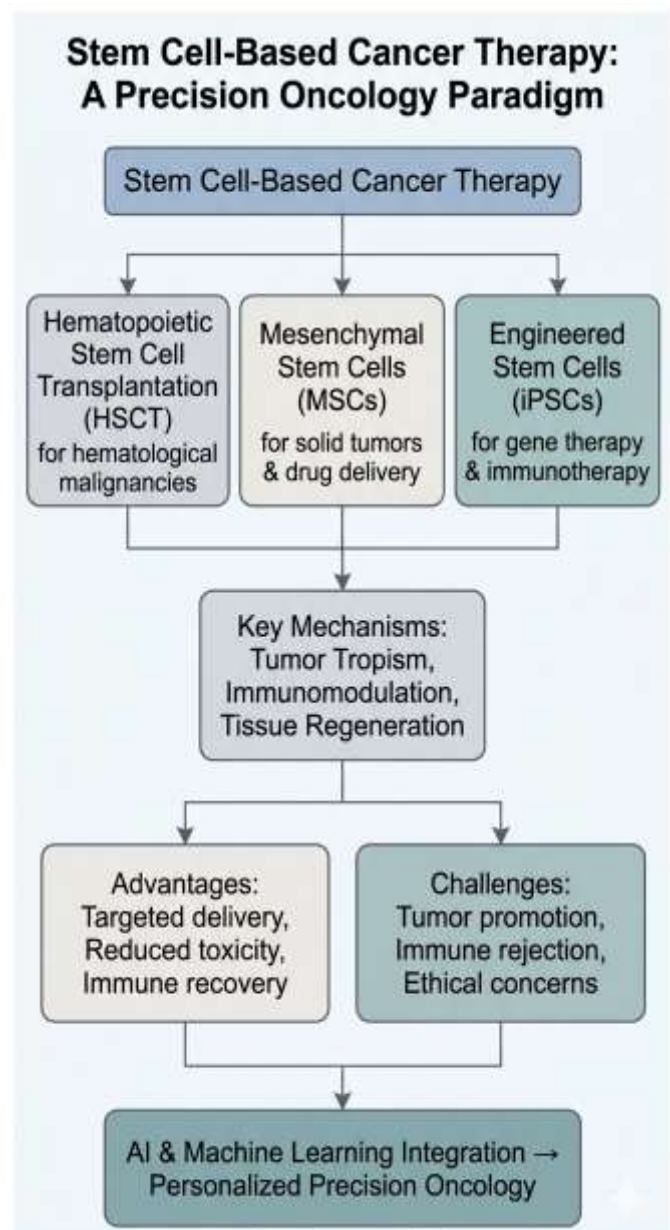 Stem Cell-Based Cancer Therapy:
A Precision Oncology Paradigm
Stem Cell-Based Cancer Therapy
Hematopoietic
Stem Cell
Transplantation
(HSCT)
for hematological
malignancies
Mesenchymal
Stem Cells
(MSCs)
for solid tumors
& drug delivery
Engineered
Stem Cells
(iPSCs)
for gene therapy
& immunotherapy
Key Mechanisms:
Tumor Tropism,
Immunomodulation,
Tissue Regeneration
Advantages:
Targeted delivery,
Reduced toxicity,
Immune recovery
Challenges:
Tumor promotion,
Immune rejection,
Ethical concerns
AI & Machine Learning Integration →
Personalized Precision Oncology